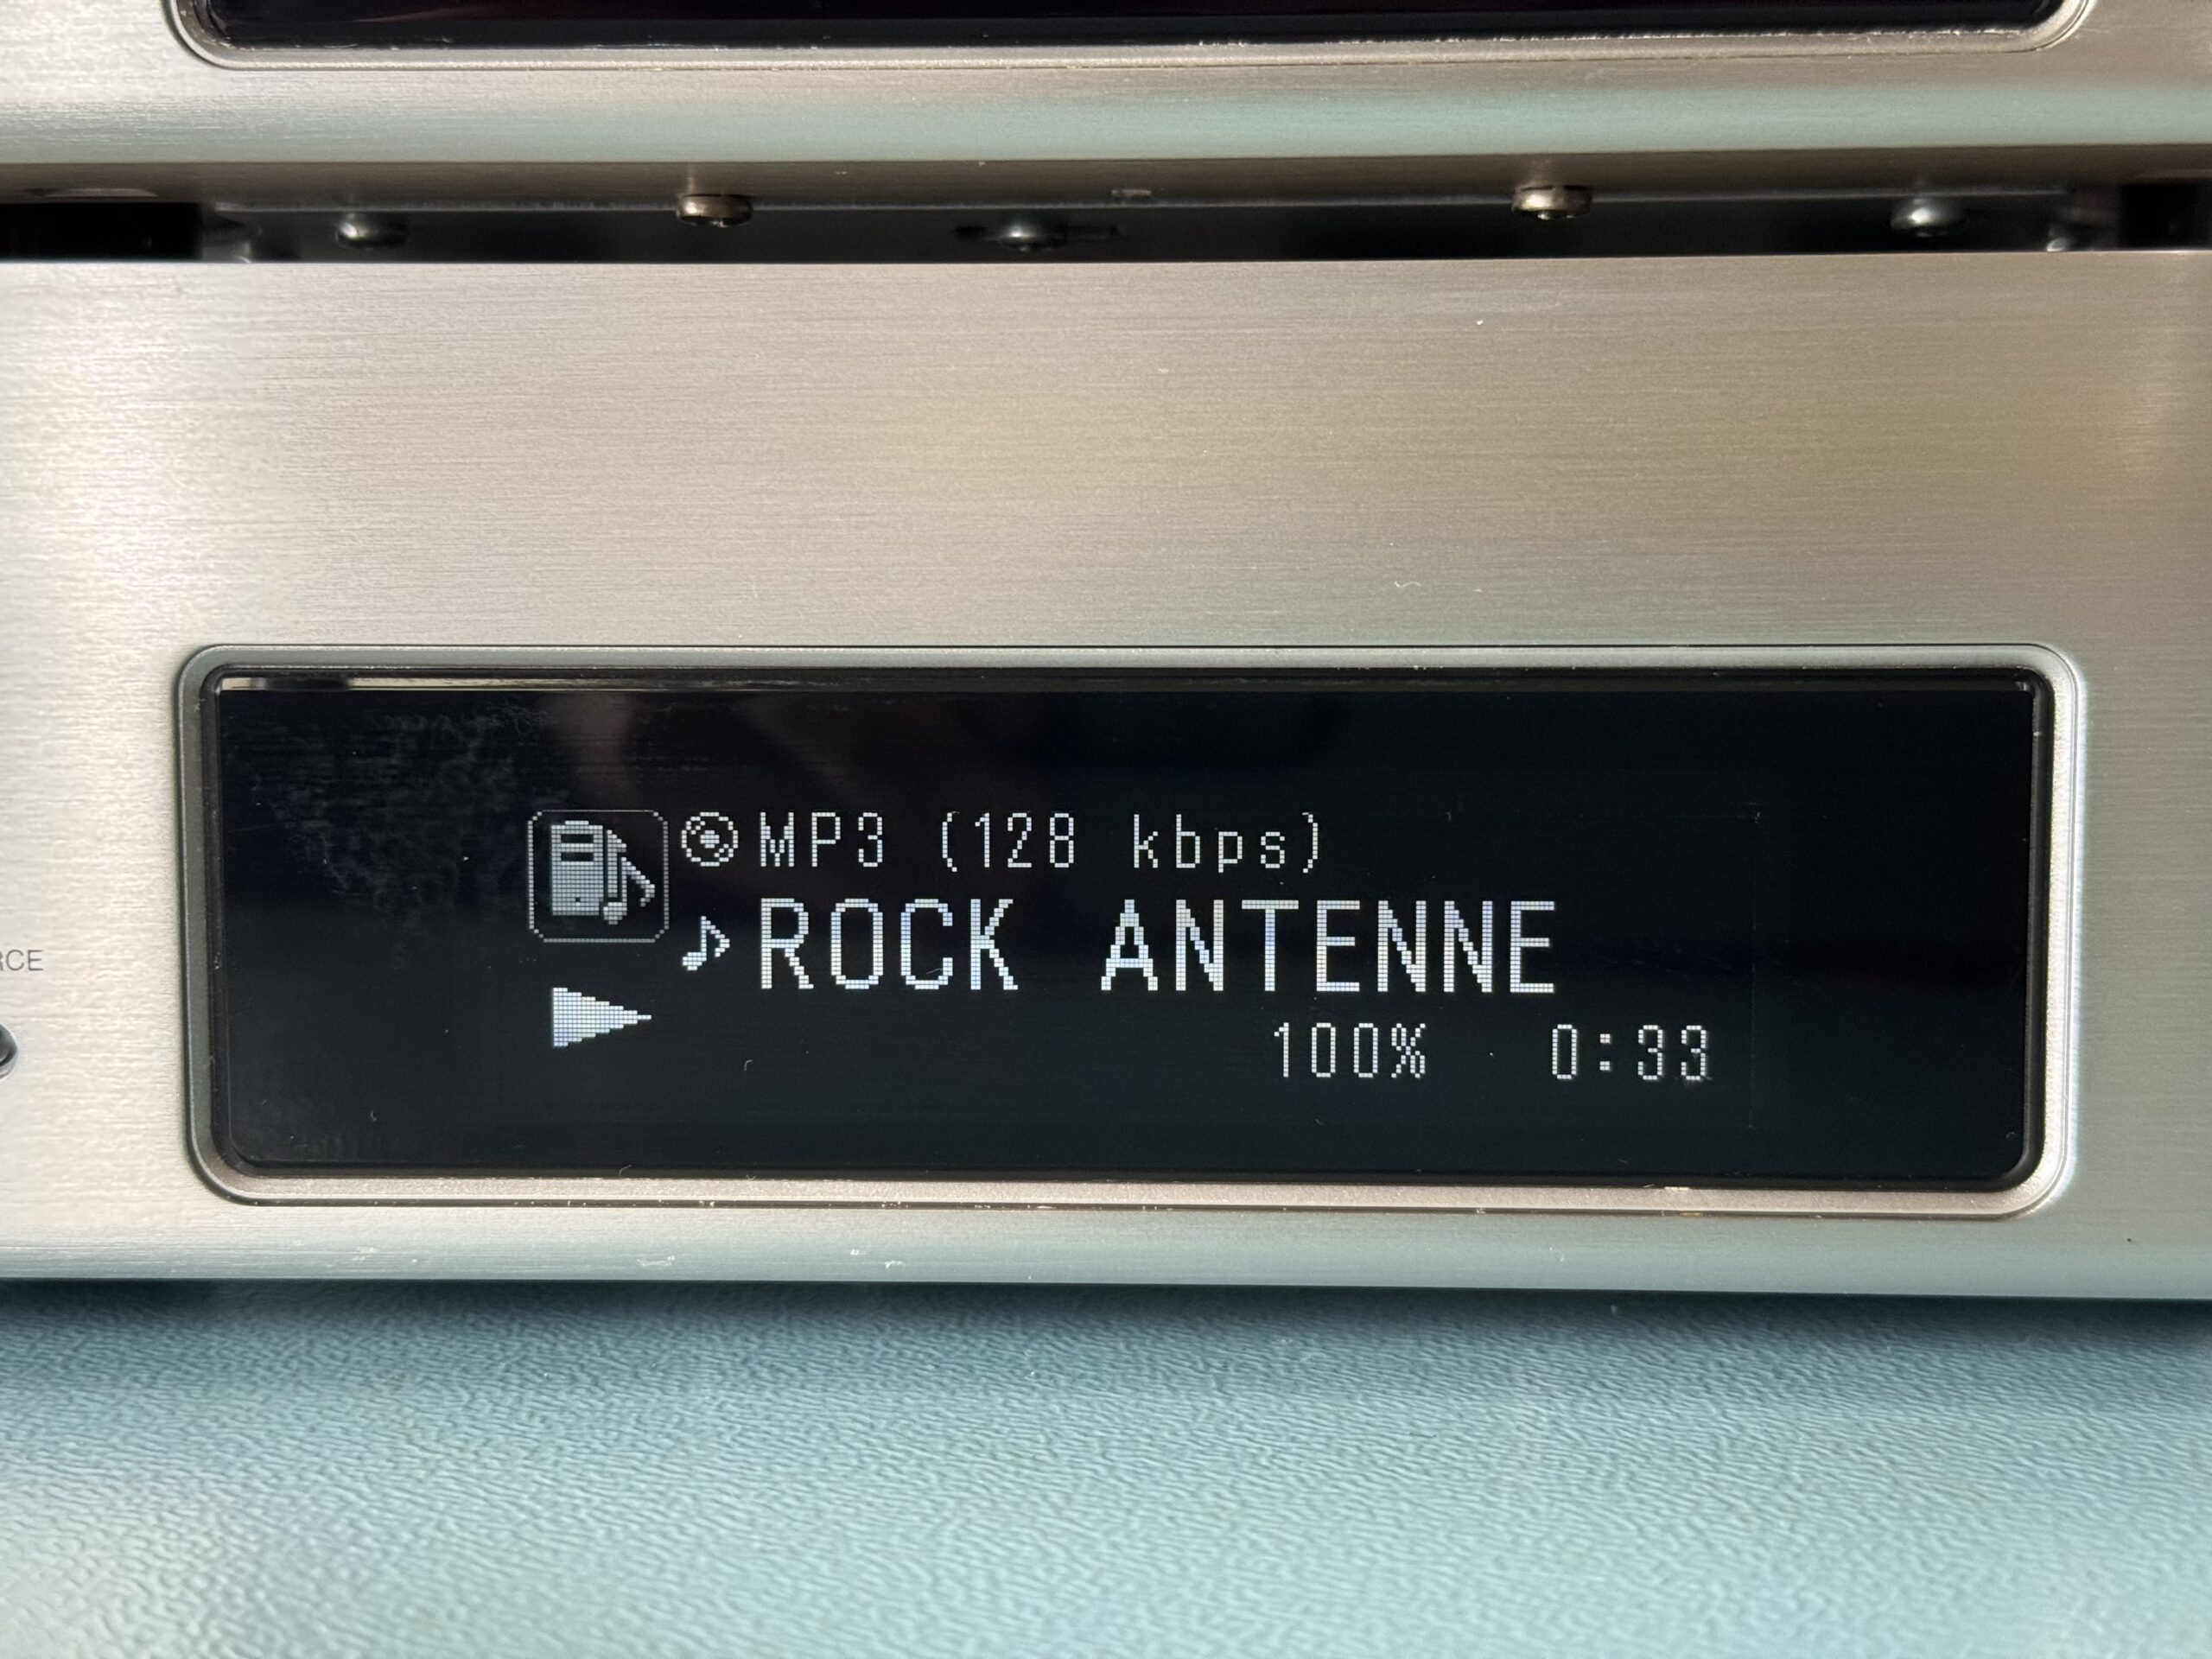 MP3 (128 kbps)
ROCK ANTENNE
100% 0:33